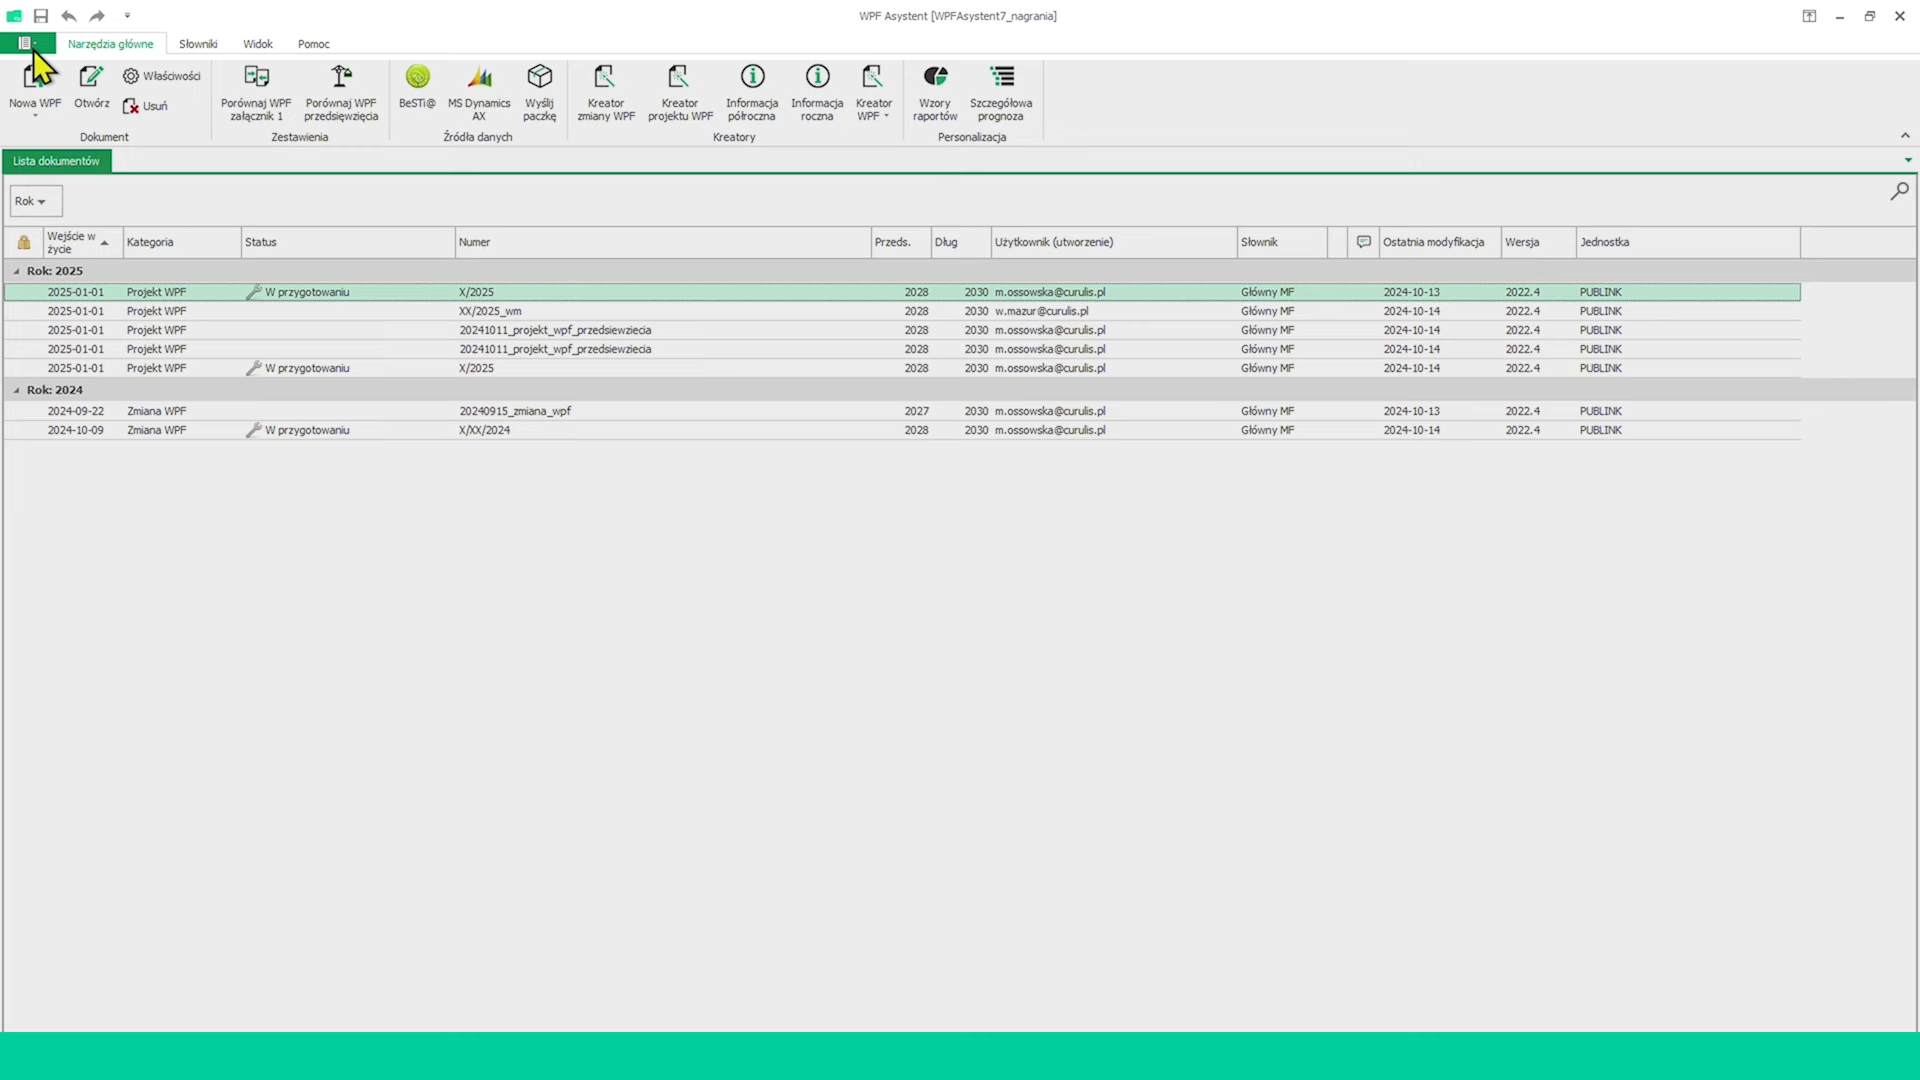 WPF Asystent [WPFAsystent7_nagrania]
Narzędzia główne Słowniki Widok Pomoc
Nowa WPF Otwórz Właściwości Usuń
Dokument
Porównaj WPF załącznik 1 Porównaj WPF przedsięwzięcia
Zestawienia
BeSTi@ MS Dynamics AX Wyślij paczkę
Źródła danych
Kreator zmiany WPF Kreator projektu WPF Informacja półroczna Informacja roczna Kreator WPF
Kreatory
Wzory raportów Szczegółowa prognoza
Personalizacja
Lista dokumentów
Rok
Wejście w życie Kategoria Status Numer Przeds. Dług Użytkownik (utworzenie) Słownik Ostatnia modyfikacja Wersja Jednostka
Rok: 2025
2025-01-01 Projekt WPF W przygotowaniu X/2025 2028 2030 m.ossowska@curulis.pl Główny MF 2024-10-13 2022.4 PUBLINK
2025-01-01 Projekt WPF XX/2025_wm 2028 2030 w.mazur@curulis.pl Główny MF 2024-10-14 2022.4 PUBLINK
2025-01-01 Projekt WPF 20241011_projekt_wpf_przedsiewziecia 2028 2030 m.ossowska@curulis.pl Główny MF 2024-10-14 2022.4 PUBLINK
2025-01-01 Projekt WPF 20241011_projekt_wpf_przedsiewziecia 2028 2030 m.ossowska@curulis.pl Główny MF 2024-10-14 2022.4 PUBLINK
2025-01-01 Projekt WPF W przygotowaniu X/2025 2028 2030 m.ossowska@curulis.pl Główny MF 2024-10-14 2022.4 PUBLINK
Rok: 2024
2024-09-22 Zmiana WPF 20240915_zmiana_wpf 2027 2030 m.ossowska@curulis.pl Główny MF 2024-10-13 2022.4 PUBLINK
2024-10-09 Zmiana WPF W przygotowaniu X/XX/2024 2028 2030 m.ossowska@curulis.pl Główny MF 2024-10-14 2022.4 PUBLINK